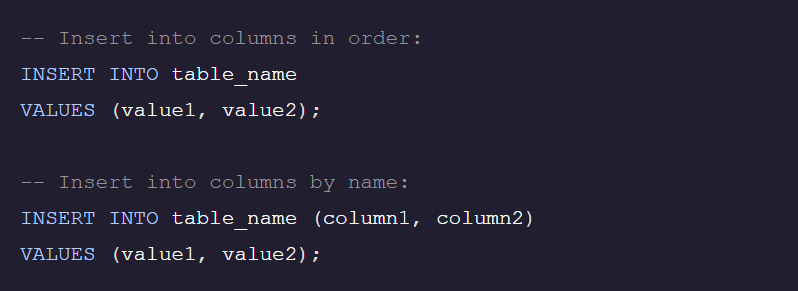 -- Insert into columns in order:
INSERT INTO table_name
VALUES (value1, value2);
-- Insert into columns by name:
INSERT INTO table_name (column1, column2)
VALUES (value1, value2);